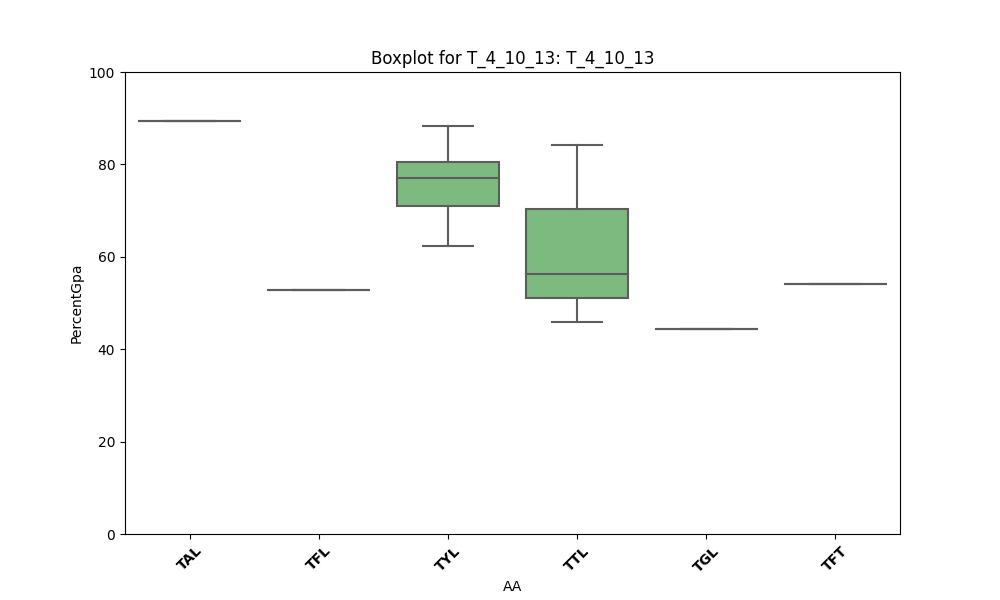 Boxplot for T_4_10_13: T_4_10_13
100
80
60
40
20
0
PercentGpa
TAL
TFL
TYL
TTL
TGL
TFT
AA